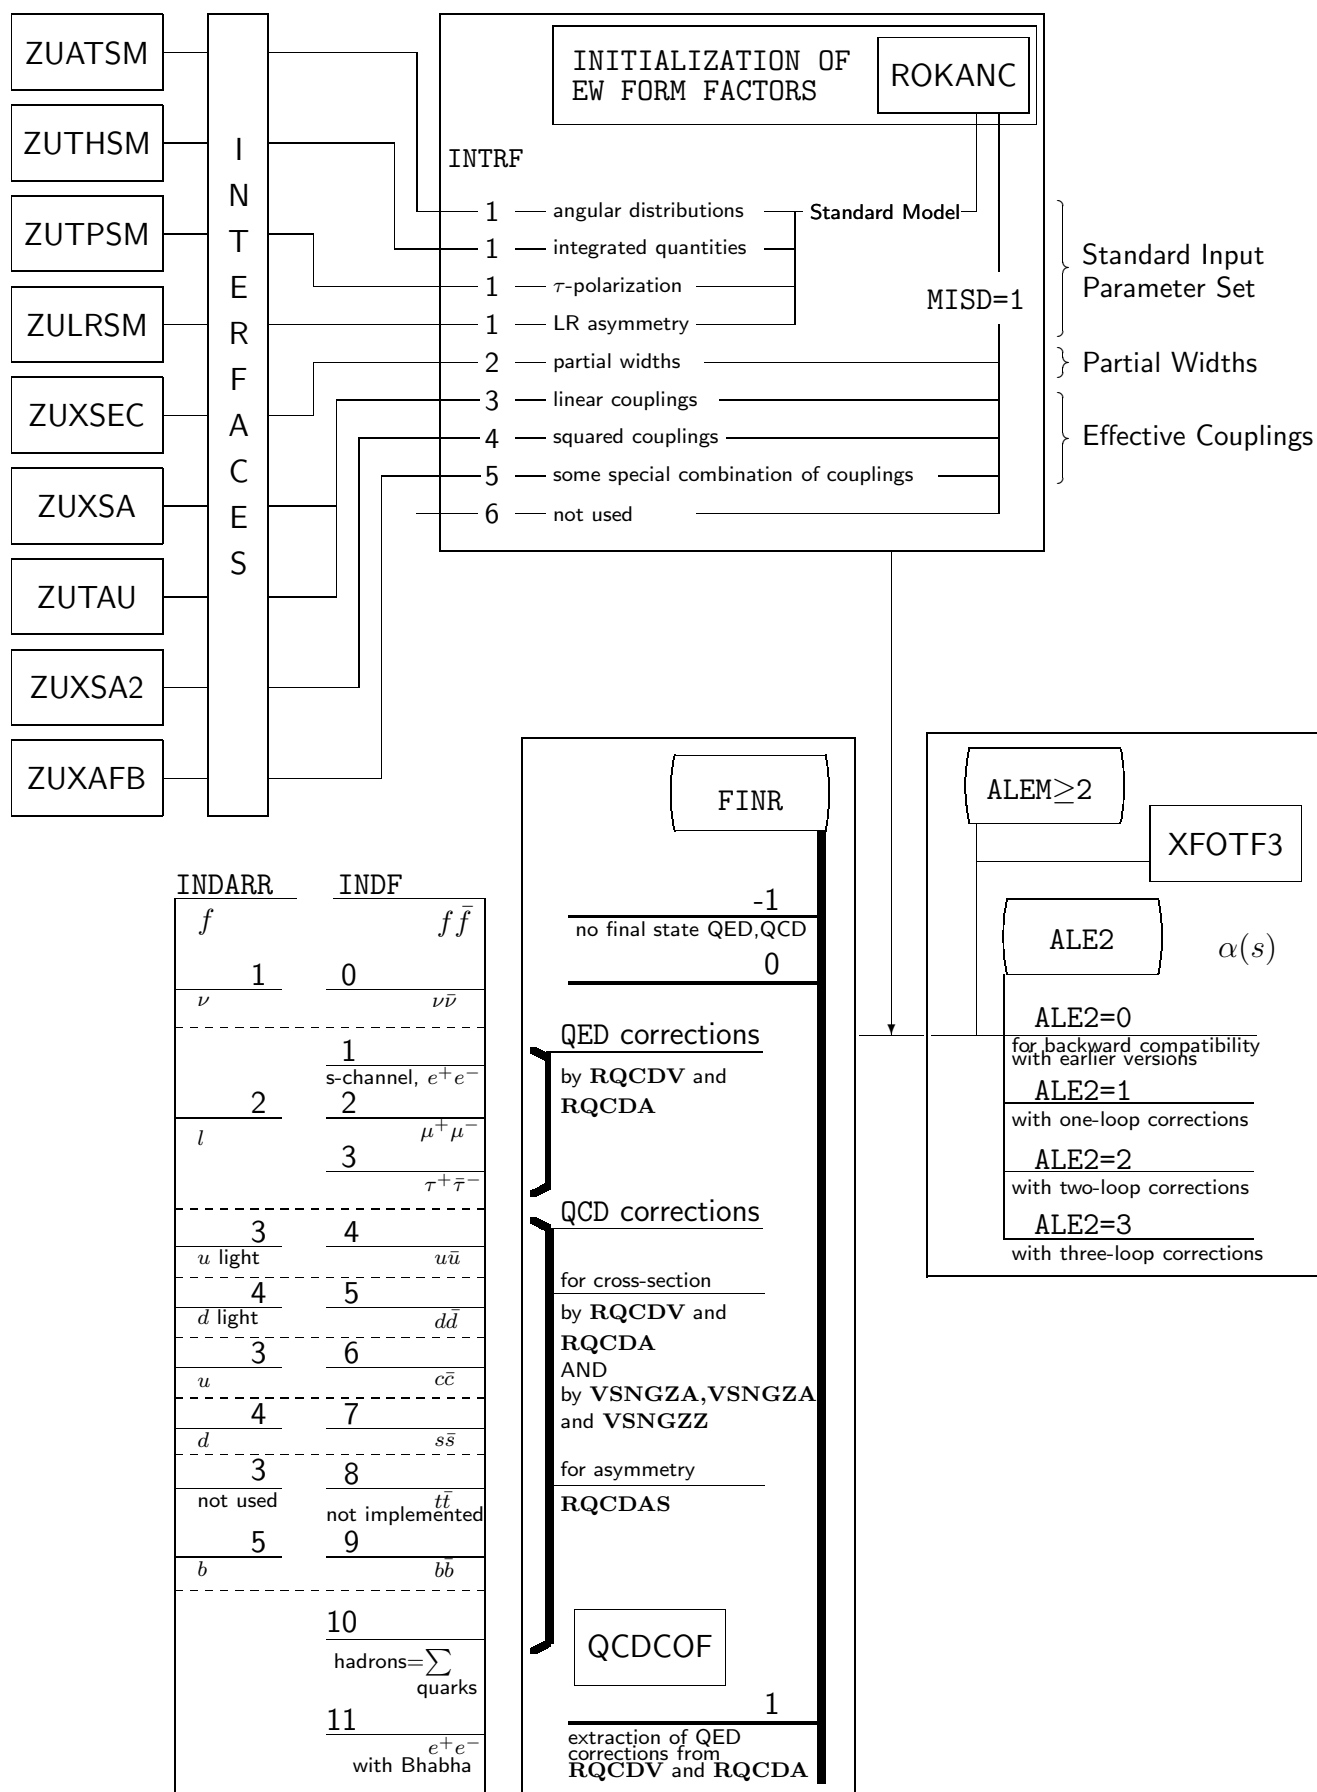 ZUATSM
ZUTHSM
ZUTPSM
ZULRSM
ZUXSEC
ZUXSA
ZUTAU
ZUXSA2
ZUXAFB
I
N
T
E
R
F
A
C
E
S
INITIALIZATION OF
EW FORM FACTORS
ROKANC
INTRF
1 angular distributions Standard Model
1 integrated quantities
1 τ-polarization
1 LR asymmetry
2 partial widths
3 linear couplings
4 squared couplings
5 some special combination of couplings
6 not used
MISD=1
Standard Input
Parameter Set
Partial Widths
Effective Couplings
INDARR INDF
f f f̄
1 0
ν νν̄
1
s-channel, e⁺e⁻
2 2
l μ⁺μ⁻
3
τ⁺τ̄⁻
3 4
u light uū
4 5
d light dd̄
3 6
u cc̄
4 7
d ss̄
3 8
not used tt̄
not implemented
5 9
b bb̄
10
hadrons=∑
quarks
11
e⁺e⁻
with Bhabha
FINR
-1
no final state QED,QCD
0
QED corrections
by RQCDV and
RQCDA
QCD corrections
for cross-section
by RQCDV and
RQCDA
AND
by VSNGZA,VSNGZA
and VSNGZZ
for asymmetry
RQCDAS
QCDCOF
1
extraction of QED
corrections from
RQCDV and RQCDA
ALEM≥2
XFOTF3
ALE2 α(s)
ALE2=0
for backward compatibility
with earlier versions
ALE2=1
with one-loop corrections
ALE2=2
with two-loop corrections
ALE2=3
with three-loop corrections